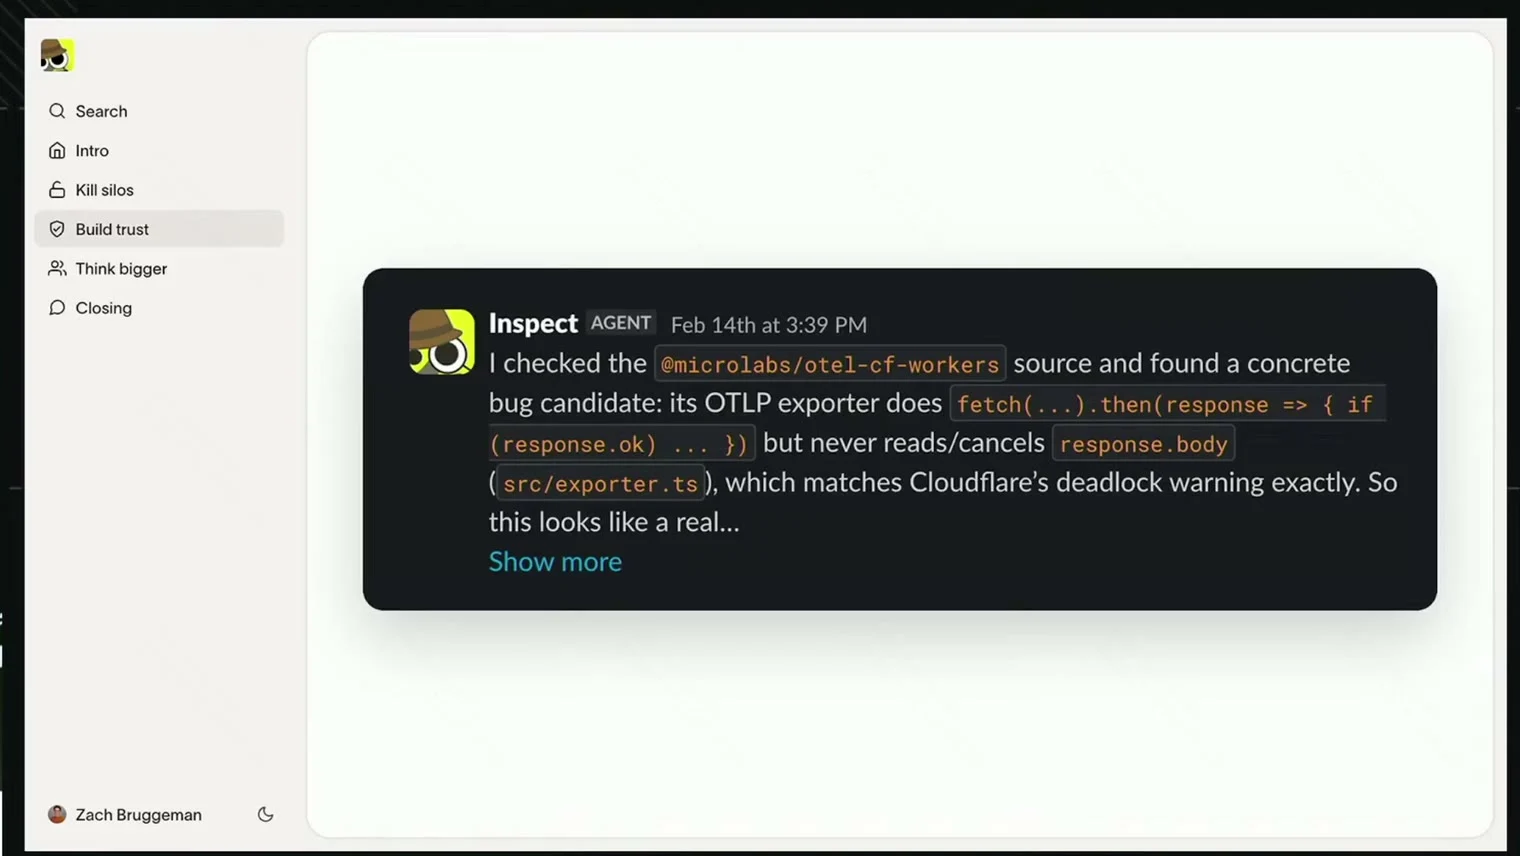 Search
Intro
Kill silos
Build trust
Think bigger
Closing
Inspect AGENT Feb 14th at 3:39 PM
I checked the @microlabs/otel-cf-workers source and found a concrete
bug candidate: its OTLP exporter does fetch(...).then(response => { if
(response.ok) ... }) but never reads/cancels response.body
(src/exporter.ts), which matches Cloudflare’s deadlock warning exactly. So
this looks like a real...
Show more
Zach Bruggeman